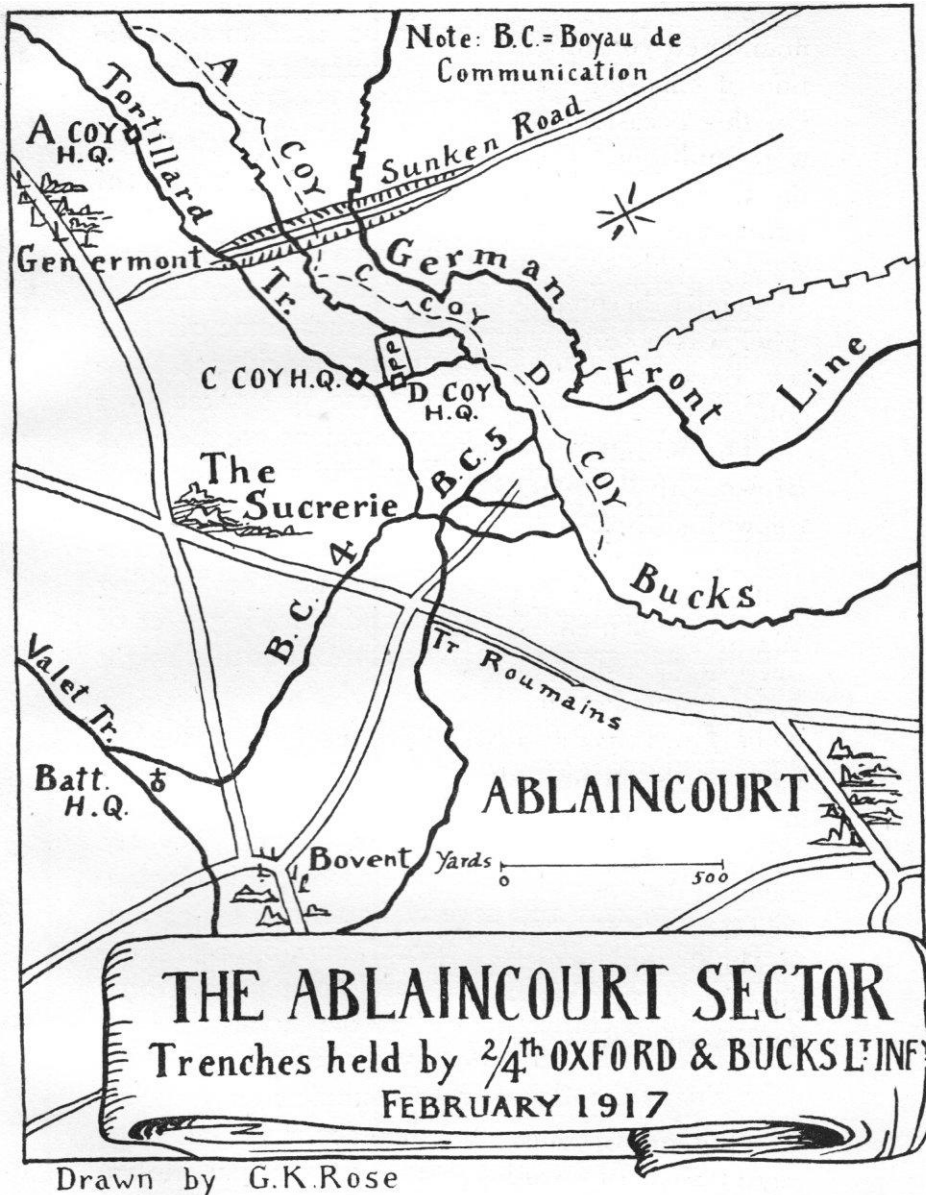 Note: B.C. = Boyau de
Communication
A COY
H.Q.
Tortillard
Tr.
A COY
Sunken Road
Genermont
German
Front
Line
C COY
C COY H.Q.
P.P.
D COY
H.Q.
D COY
B.C. 5
The
Sucrerie
B.C. 4
Bucks
Tr Roumains
Valet Tr.
Batt.
H.Q.
ABLAINCOURT
Bovent
Yards
0 500
THE ABLAINCOURT SECTOR
Trenches held by 2/4th OXFORD & BUCKS LT INFY
FEBRUARY 1917
Drawn by G.K.Rose